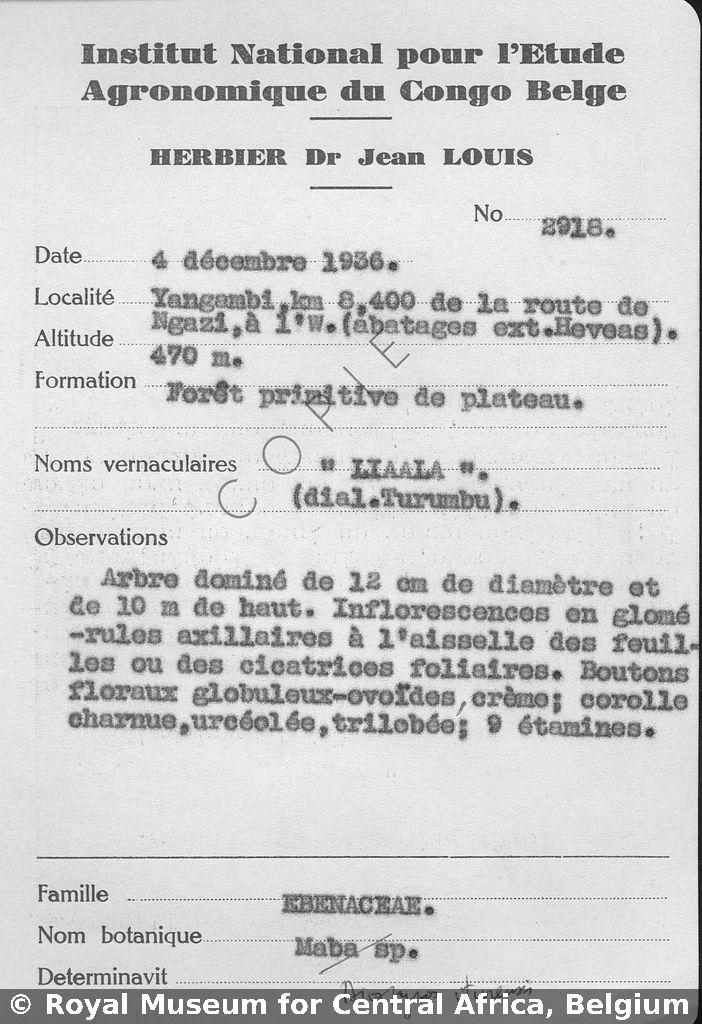 Institut National pour l'Etude
Agronomique du Congo Belge
HERBIER Dr Jean LOUIS
No 2918.
Date 4 décembre 1936.
Localité Yangambi,km 8,400 de la route de
Ngazi,à l'W.(abatages ext.Heveas).
Altitude 470 m.
Formation Forêt primitive de plateau.
COPIE
Noms vernaculaires " LIAALA ".
(dial.Turumbu).
Observations
Arbre dominé de 12 cm de diamètre et
de 10 m de haut. Inflorescences en glomé
-rules axillaires à l'aisselle des feuil-
les ou des cicatrices foliaires. Boutons
floraux globuleux-ovoïdes,crème; corolle
charnue,urcéolée,trilobée; 9 étamines.
Famille EBENACEAE.
Nom botanique Maba sp.
Determinavit
© Royal Museum for Central Africa, Belgium